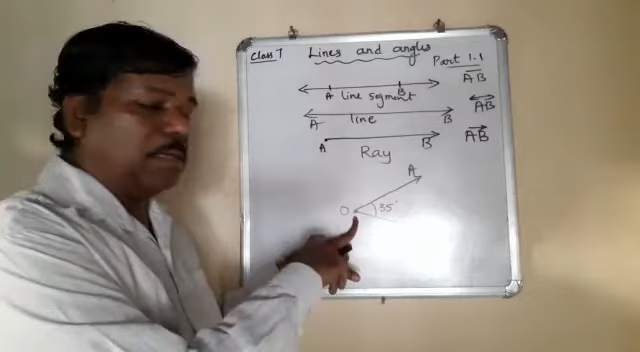 Class 7 Lines and angles
Part 1.1
A B line segment AB
A line B AB
A B AB
Ray
A
O 35°